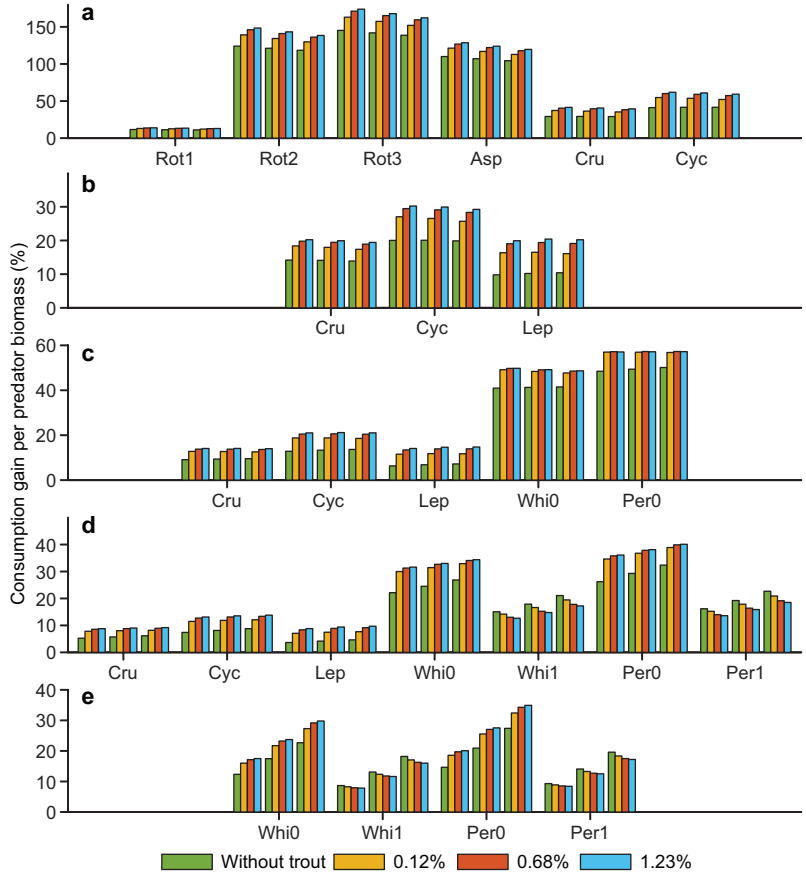 Consumption gain per predator biomass (%)
a
150
100
50
0
Rot1 Rot2 Rot3 Asp Cru Cyc
b
30
20
10
0
Cru Cyc Lep
c
60
40
20
0
Cru Cyc Lep Whi0 Per0
d
40
30
20
10
0
Cru Cyc Lep Whi0 Whi1 Per0 Per1
e
40
30
20
10
0
Whi0 Whi1 Per0 Per1
Without trout 0.12% 0.68% 1.23%